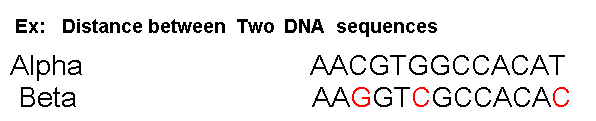 Ex: Distance between Two DNA sequences
Alpha AACGTGGCCACAT
Beta AAGGTCGCCACAC